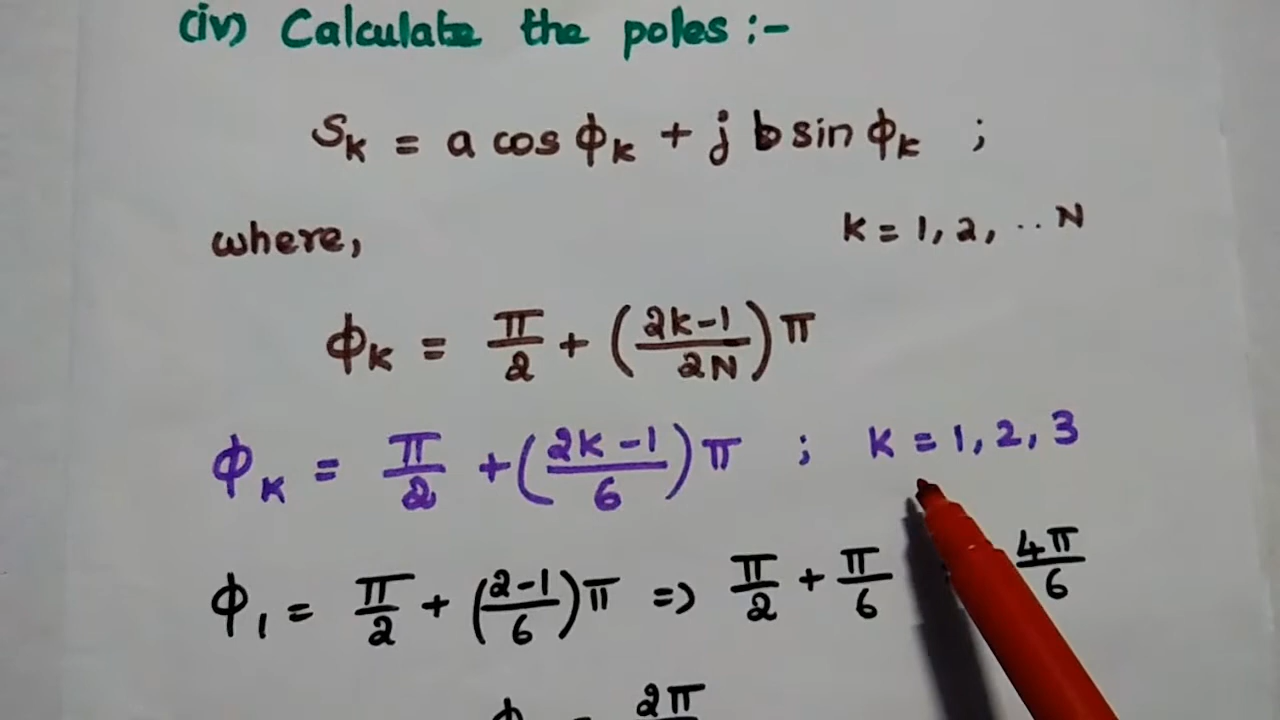 (iv) Calculate the poles :-
Sₖ = a cos ϕₖ + j b sin ϕₖ ;
where, k = 1, 2, ·· N
ϕₖ = π/2 + ((2k-1)/2N) π
ϕₖ = π/2 + ((2k-1)/6) π ; k = 1, 2, 3
ϕ₁ = π/2 + ((2-1)/6) π => π/2 + π/6 4π/6
2π